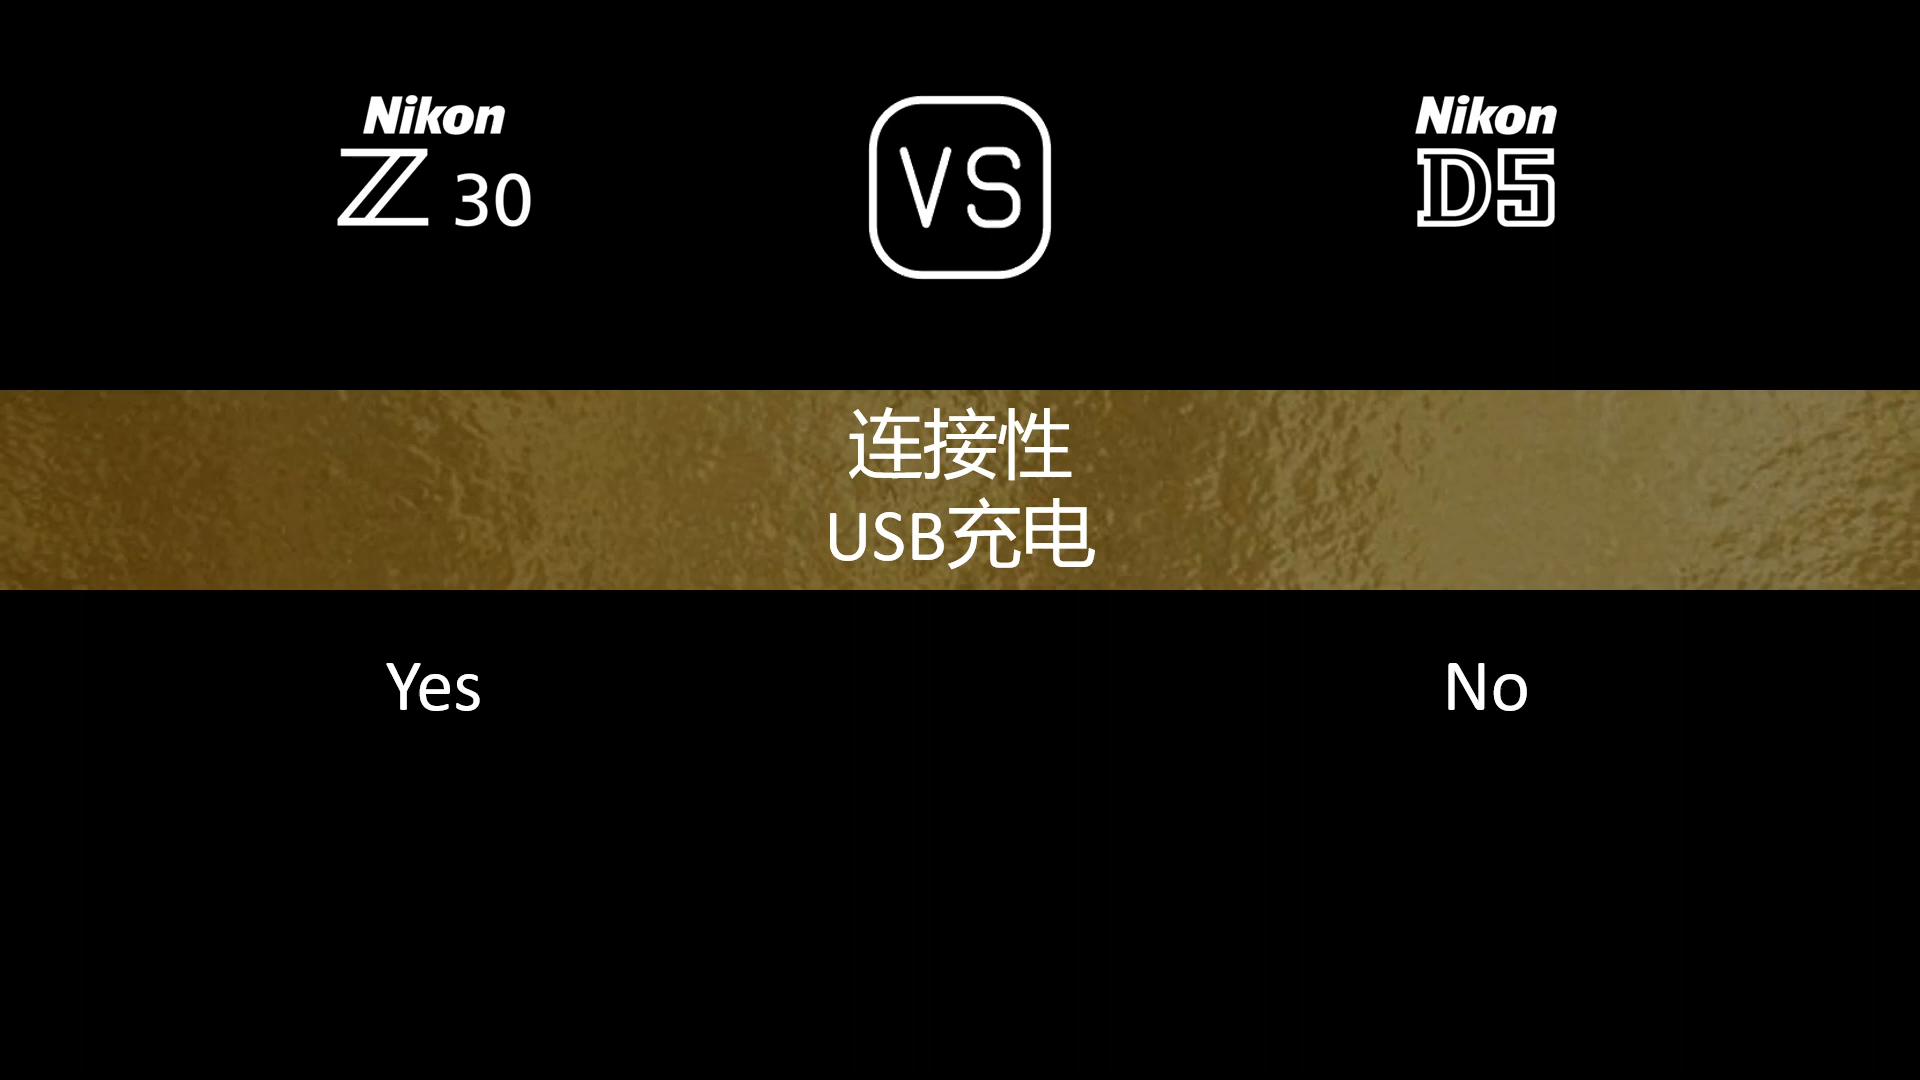 Nikon
Z 30
VS
Nikon
D5
连接性
USB充电
Yes
No